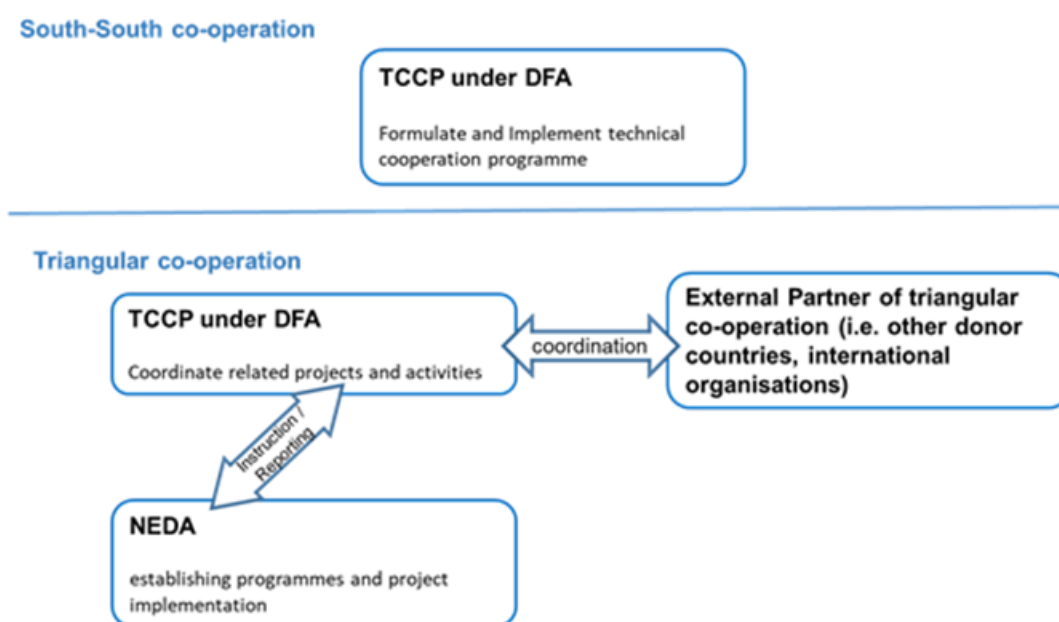 South-South co-operation
TCCP under DFA
Formulate and Implement technical
cooperation programme
Triangular co-operation
TCCP under DFA
Coordinate related projects and activities
coordination
External Partner of triangular
co-operation (i.e. other donor
countries, international
organisations)
Instruction /
Reporting
NEDA
establishing programmes and project
implementation